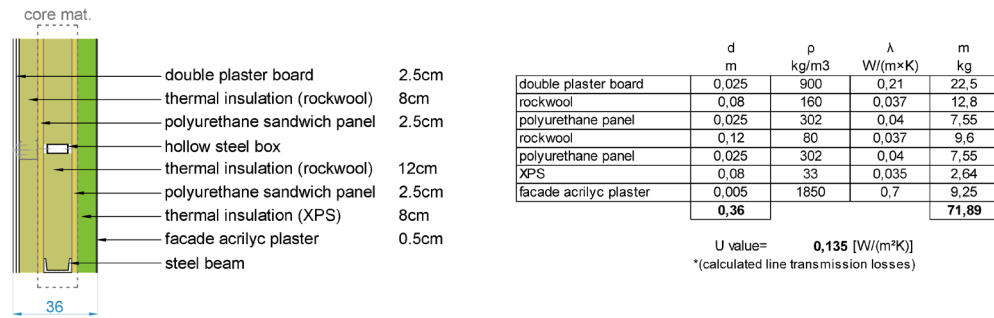 core mat.
double plaster board 2.5cm
thermal insulation (rockwool) 8cm
polyurethane sandwich panel 2.5cm
hollow steel box
thermal insulation (rockwool) 12cm
polyurethane sandwich panel 2.5cm
thermal insulation (XPS) 8cm
facade acrilyc plaster 0.5cm
steel beam
36
d ρ λ m
m kg/m3 W/(m×K) kg
double plaster board 0,025 900 0,21 22,5
rockwool 0,08 160 0,037 12,8
polyurethane panel 0,025 302 0,04 7,55
rockwool 0,12 80 0,037 9,6
polyurethane panel 0,025 302 0,04 7,55
XPS 0,08 33 0,035 2,64
facade acrilyc plaster 0,005 1850 0,7 9,25
0,36 71,89
U value= 0,135 [W/(m²K)]
*(calculated line transmission losses)